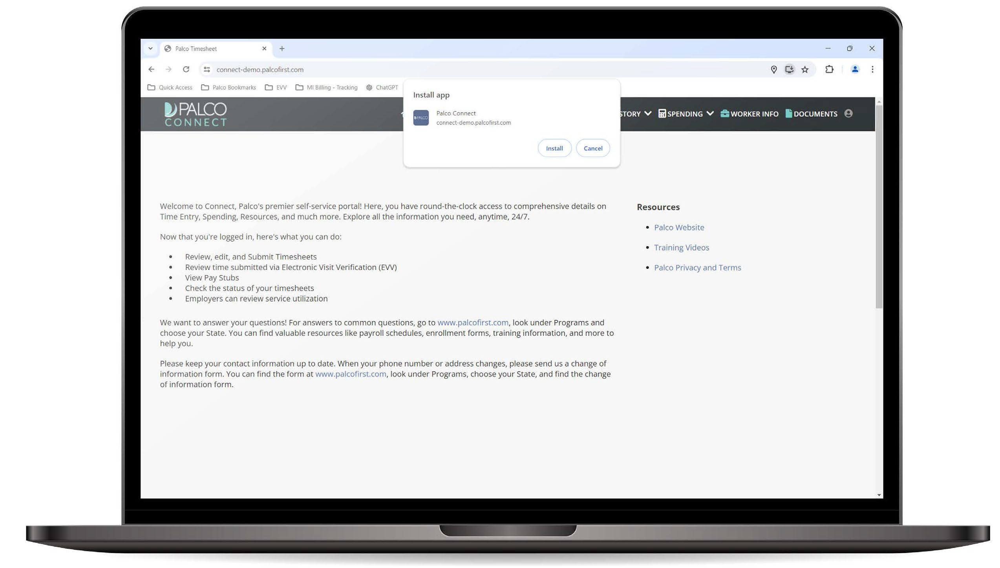 Palco Timesheet
connect-demo.palcofirst.com
Quick Access Palco Bookmarks EVV MI Billing - Tracking ChatGPT
Install app
Palco Connect
connect-demo.palcofirst.com
Install Cancel
PALCO
CONNECT
PALCO
STORY SPENDING WORKER INFO DOCUMENTS
Welcome to Connect, Palco's premier self-service portal! Here, you have round-the-clock access to comprehensive details on
Time Entry, Spending, Resources, and much more. Explore all the information you need, anytime, 24/7.
Now that you're logged in, here's what you can do:
• Review, edit, and Submit Timesheets
• Review time submitted via Electronic Visit Verification (EVV)
• View Pay Stubs
• Check the status of your timesheets
• Employers can review service utilization
We want to answer your questions! For answers to common questions, go to www.palcofirst.com, look under Programs and
choose your State. You can find valuable resources like payroll schedules, enrollment forms, training information, and more to
help you.
Please keep your contact information up to date. When your phone number or address changes, please send us a change of
information form. You can find the form at www.palcofirst.com, look under Programs, choose your State, and find the change
of information form.
Resources
• Palco Website
• Training Videos
• Palco Privacy and Terms